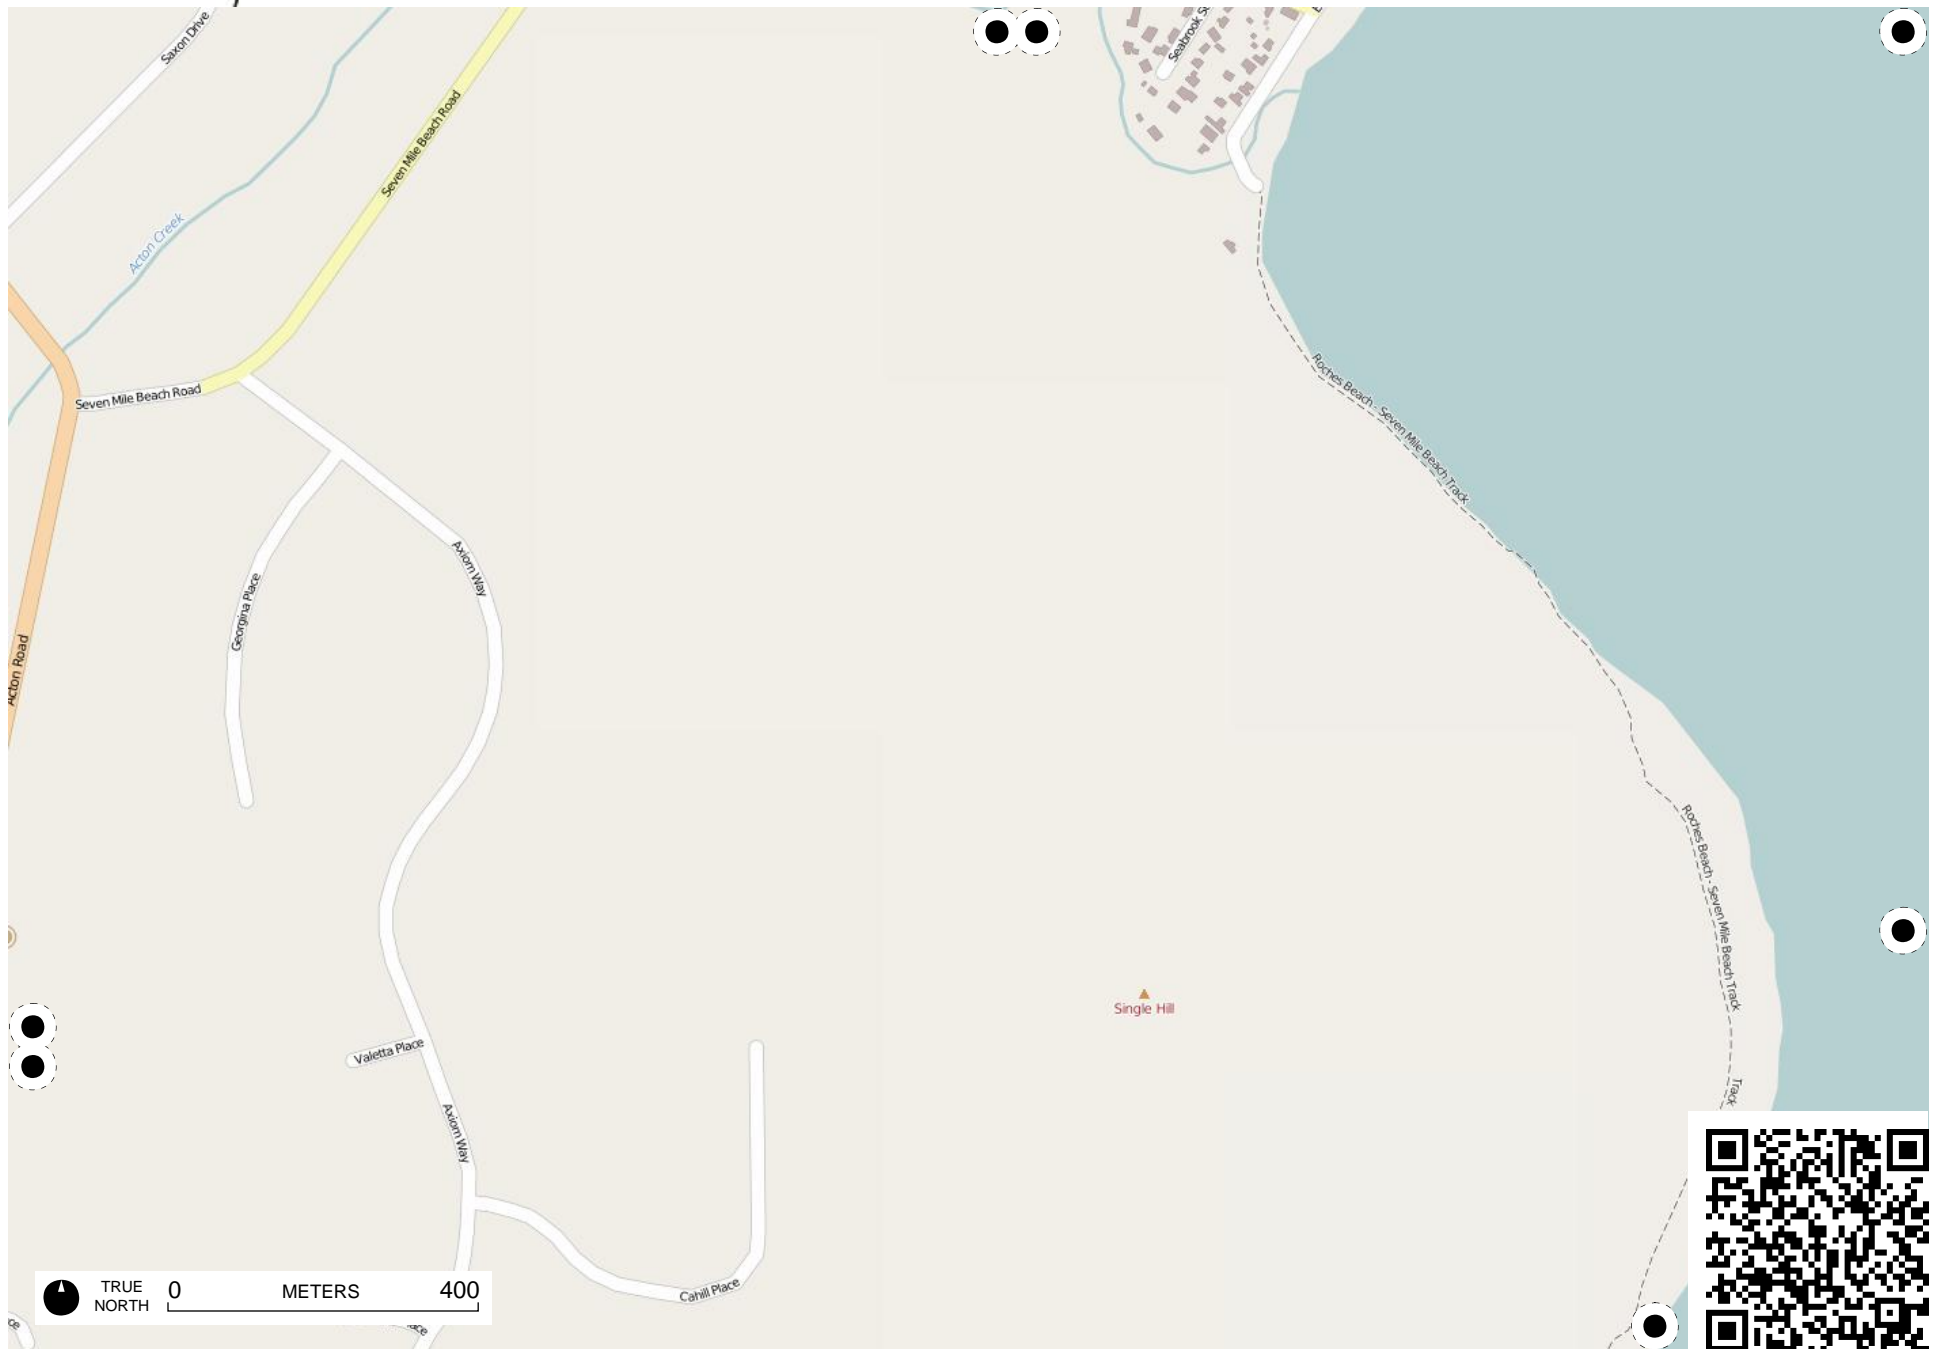 Saxon Drive
Seabrook
Seven Mile Beach Road
Acton Creek
Seven Mile Beach Road
Roches Beach - Seven Mile Beach Track
Axiom Way
Georgina Place
Acton Road
Roches Beach - Seven Mile Beach Track
Single Hill
Valetta Place
Track
Axiom Way
Cahill Place
TRUE
NORTH
0 METERS 400